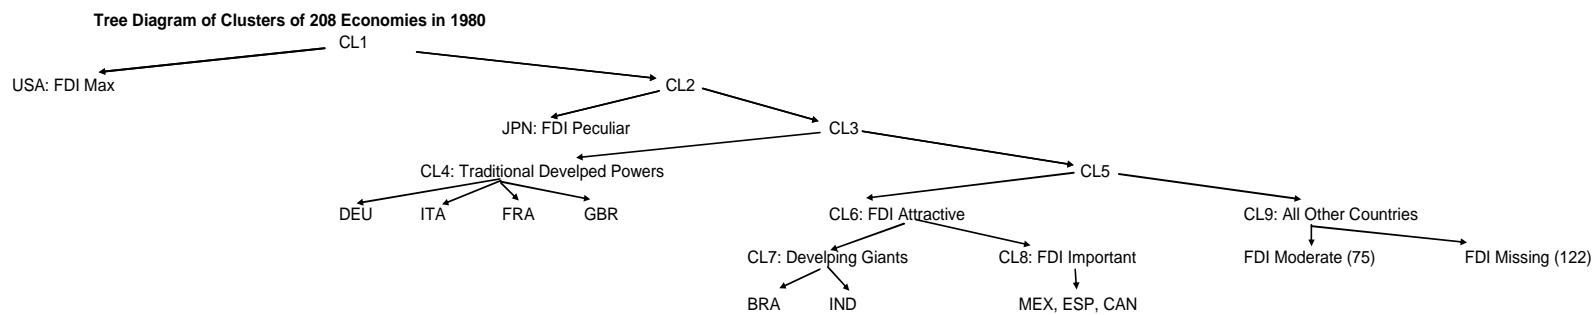 Tree Diagram of Clusters of 208 Economies in 1980
CL1
USA: FDI Max
CL2
JPN: FDI Peculiar
CL3
CL4: Traditional Develped Powers
CL5
DEU
ITA
FRA
GBR
CL6: FDI Attractive
CL9: All Other Countries
CL7: Develping Giants
CL8: FDI Important
FDI Moderate (75)
FDI Missing (122)
BRA
IND
MEX, ESP, CAN